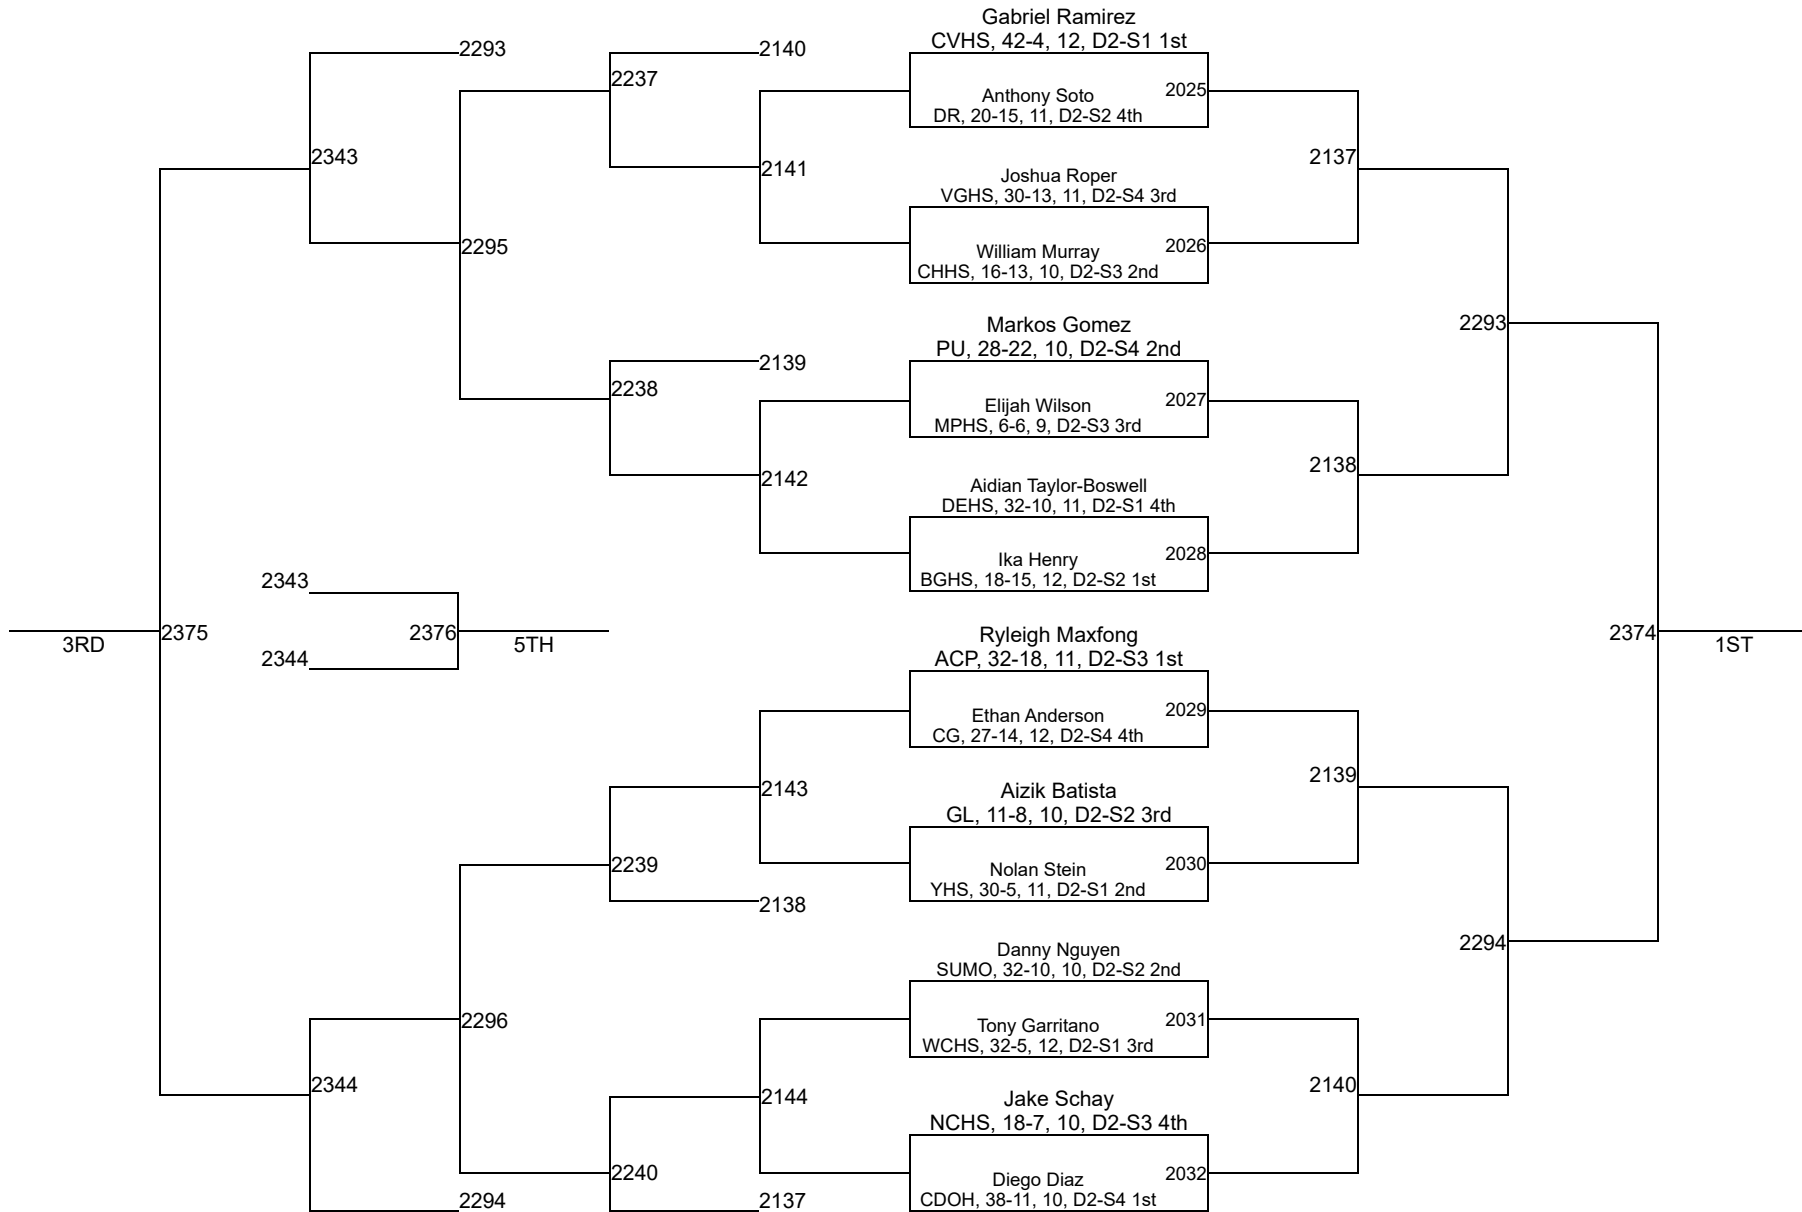 Gabriel Ramirez
CVHS, 42-4, 12, D2-S1 1st
2293
2140
2237
Anthony Soto
2025
DR, 20-15, 11, D2-S2 4th
2343
2141
2137
Joshua Roper
VGHS, 30-13, 11, D2-S4 3rd
2295
William Murray
2026
CHHS, 16-13, 10, D2-S3 2nd
Markos Gomez
2293
PU, 28-22, 10, D2-S4 2nd
2139
2238
Elijah Wilson
2027
MPHS, 6-6, 9, D2-S3 3rd
2142
2138
Aidian Taylor-Boswell
DEHS, 32-10, 11, D2-S1 4th
Ika Henry
2028
BGHS, 18-15, 12, D2-S2 1st
2343
3RD
2375
2344
2376
5TH
Ryleigh Maxfong
ACP, 32-18, 11, D2-S3 1st
2374
1ST
Ethan Anderson
2029
CG, 27-14, 12, D2-S4 4th
2143
2139
Aizik Batista
GL, 11-8, 10, D2-S2 3rd
2239
Nolan Stein
2030
YHS, 30-5, 11, D2-S1 2nd
2138
Danny Nguyen
SUMO, 32-10, 10, D2-S2 2nd
2294
2296
Tony Garritano
2031
WCHS, 32-5, 12, D2-S1 3rd
2344
2144
2140
Jake Schay
NCHS, 18-7, 10, D2-S3 4th
2240
Diego Diaz
2032
CDOH, 38-11, 10, D2-S4 1st
2294
2137